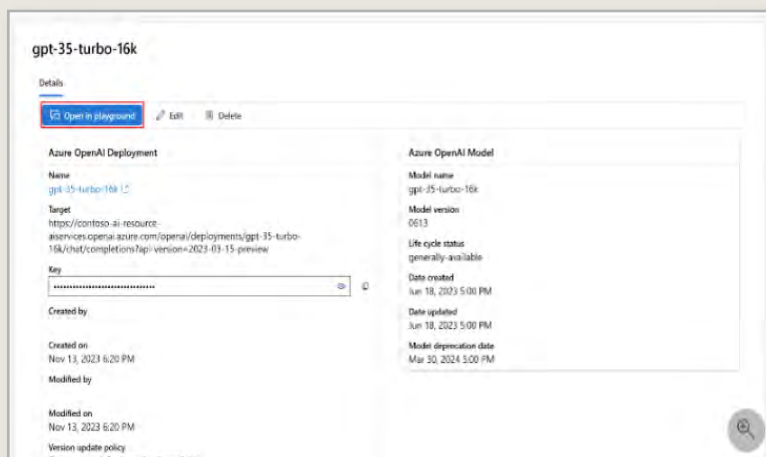 gpt-35-turbo-16k
Details
Open in playground
Edit
Delete
Azure OpenAI Deployment
Name
gpt-35-turbo-16k
Target
https://contoso-ai-resource-
aiservices.openai.azure.com/openai/deployments/gpt-35-turbo-
16k/chat/completions?api-version=2023-03-15-preview
Key
Created by
Created on
Nov 13, 2023 6:20 PM
Modified by
Modified on
Nov 13, 2023 6:20 PM
Version update policy
Azure OpenAI Model
Model name
gpt-35-turbo-16k
Model version
0613
Life cycle status
generally-available
Date created
Jun 18, 2023 5:00 PM
Date updated
Jun 18, 2023 5:00 PM
Model deprecation date
Mar 30, 2024 5:00 PM